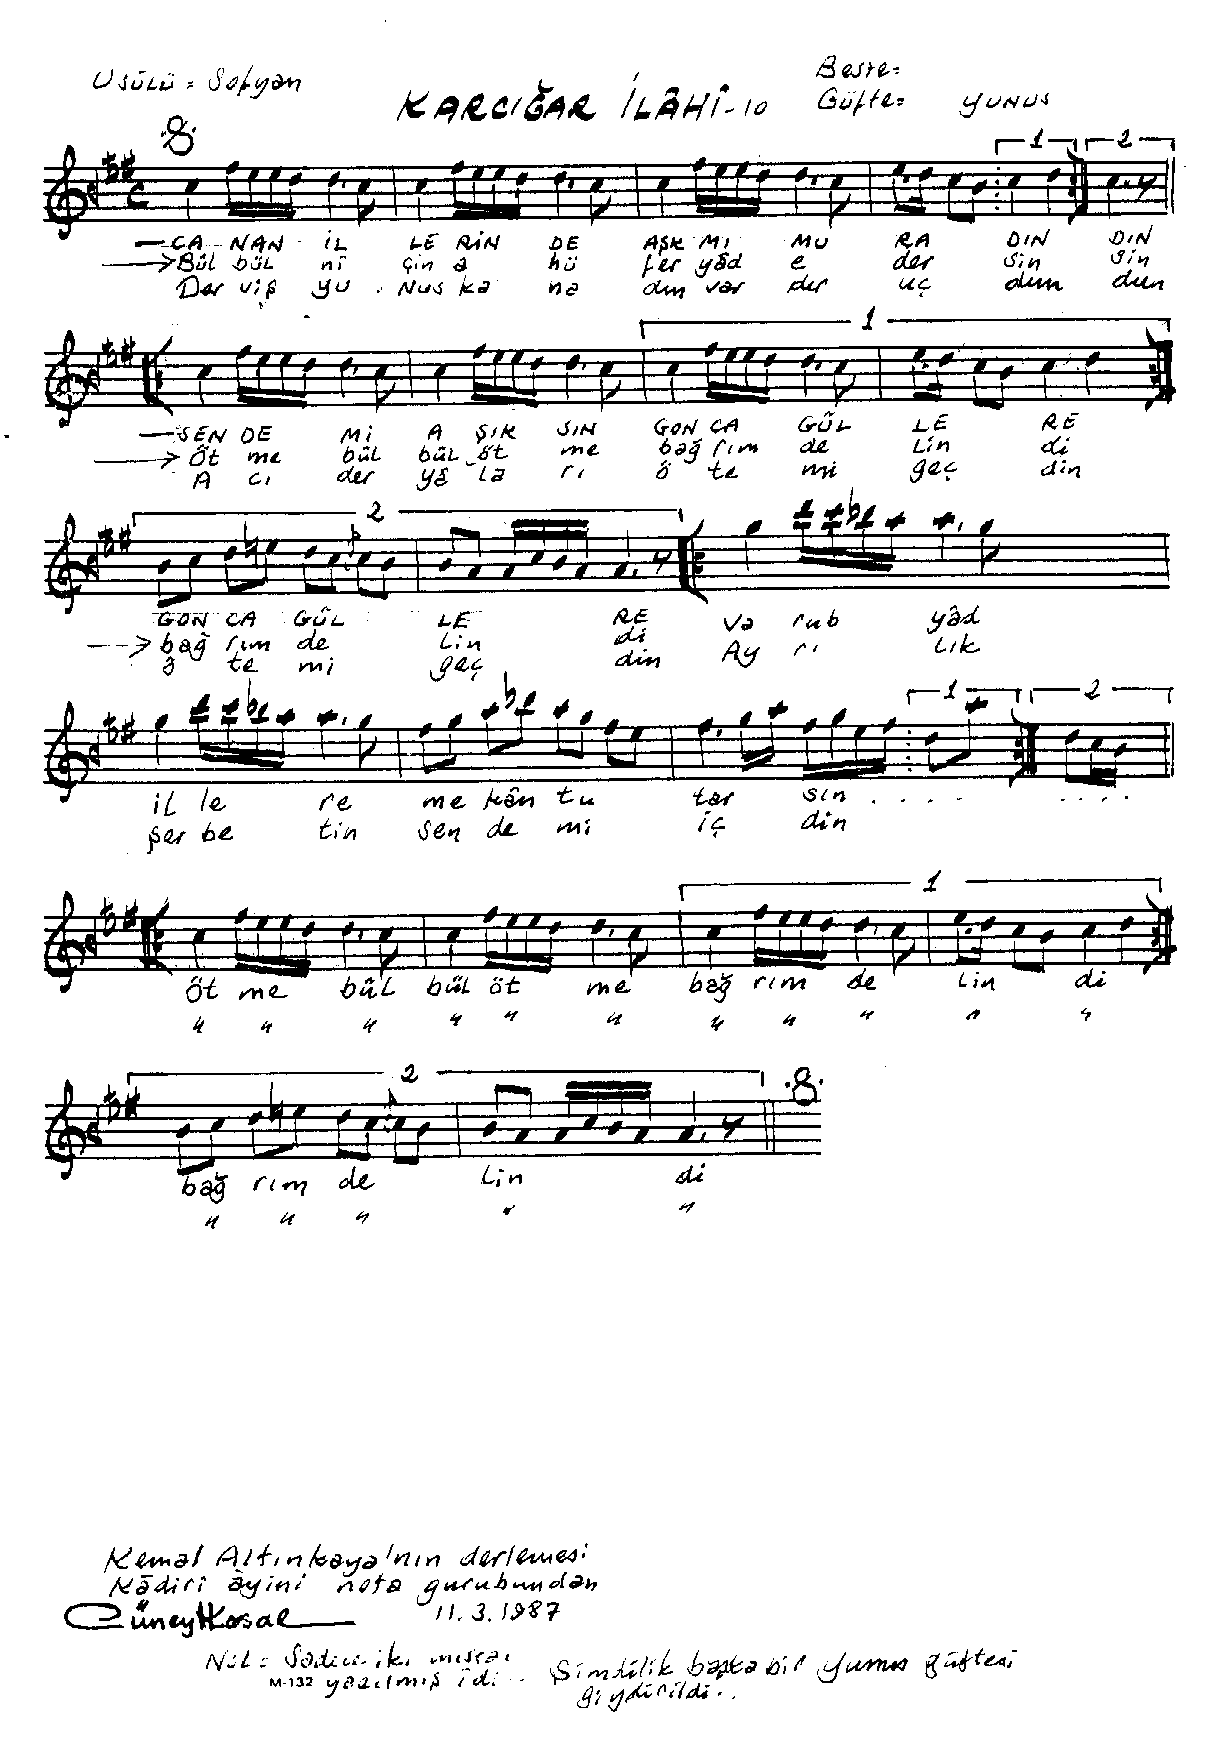 Usûlü = Sofyan
KARCIĞAR İLÂHÎ-10
Beste=
Güfte= YUNUS
1 2
CA NAN İL LE RİN DE AŞK MI MU RA DIN DIN
Bül bül ni çin a hû fer yâd e der sin sin
Der viş yu nus ka na dın var dır uç dum dum
1
SEN DE Mİ A ŞIK SIN GON CA GÜL LE RE
Öt me bül bül öt me bağ rım de lin di
A cı der yâ la rı ö te mi geç din
2
GON CA GÜL LE RE va rub yâd
bağ rım de lin di Ay rı lık
ö te mi geç din
1 2
il le re me kân tu tar sın . . . . . . . .
şer be tin sen de mi iç din
1
Öt me bül bül öt me bağ rım de lin di
" " " " " " " " " " "
2
bağ rım de lin di
" " " " "
Kemal Altınkaya'nın derlemesi
Kâdirî âyini nota gurubundan
Güney Kosal 11.3.1987
Not = Sadece iki mısra Şimdilik başka bir Yunus güftesi
M-132 yazılmış idi.. giydirildi..